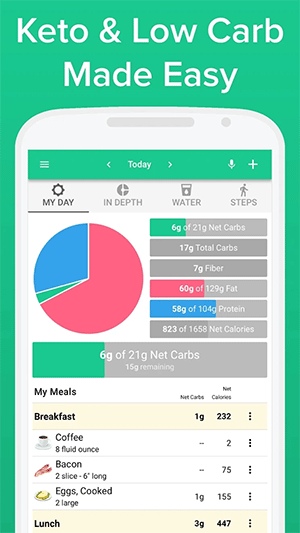 Keto & Low Carb
Made Easy
Today
MY DAY
IN DEPTH
WATER
STEPS
6g of 21g Net Carbs
17g Total Carbs
7g Fiber
60g of 129g Fat
58g of 104g Protein
823 of 1658 Net Calories
6g of 21g Net Carbs
15g remaining
My Meals Net Carbs Net Calories
Breakfast 1g 232
Coffee -- 2
8 fluid ounce
Bacon -- 75
2 slice - 6" long
Eggs, Cooked 1g 155
2 large
Lunch 3g 447